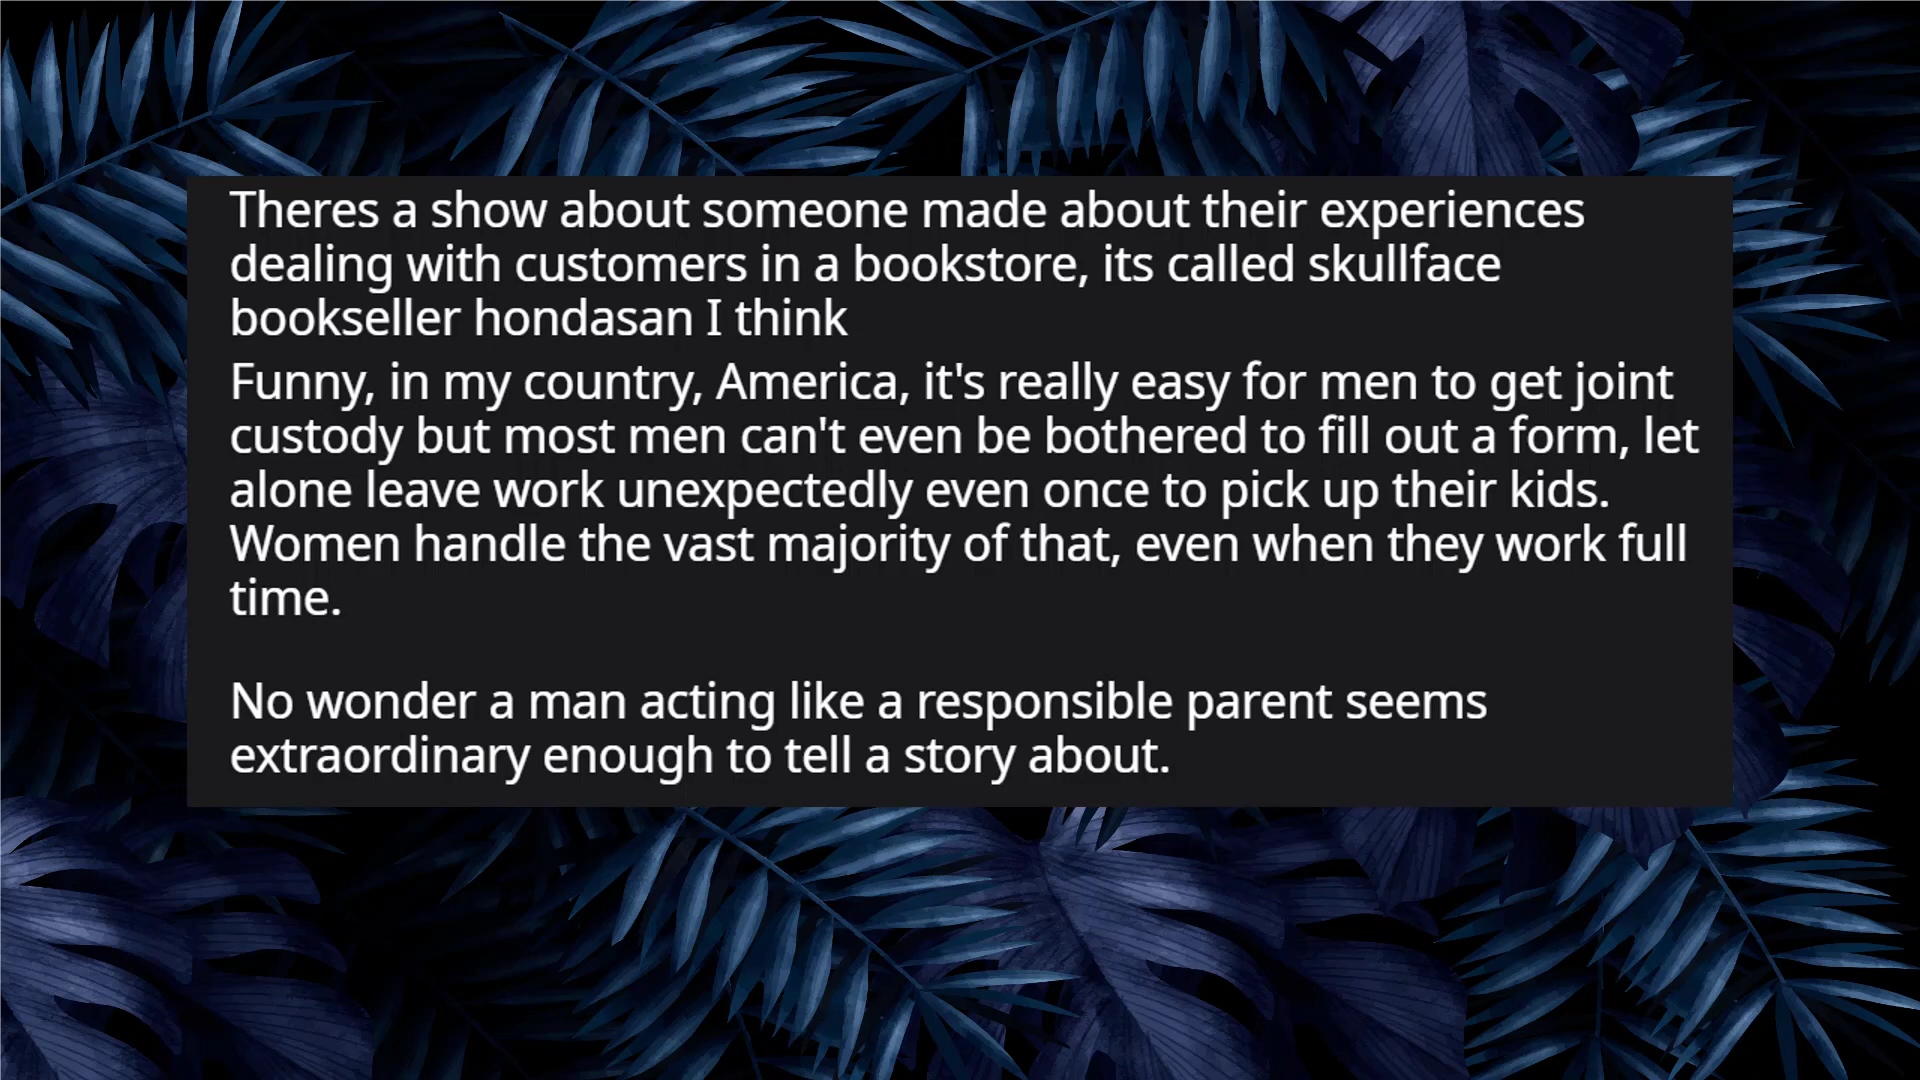 Theres a show about someone made about their experiences
dealing with customers in a bookstore, its called skullface
bookseller hondasan I think
Funny, in my country, America, it's really easy for men to get joint
custody but most men can't even be bothered to fill out a form, let
alone leave work unexpectedly even once to pick up their kids.
Women handle the vast majority of that, even when they work full
time.
No wonder a man acting like a responsible parent seems
extraordinary enough to tell a story about.